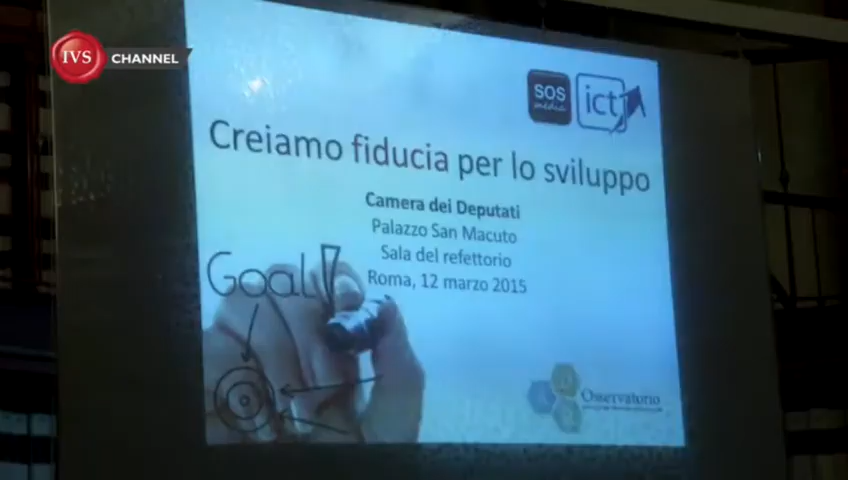 IVS CHANNEL
SOS
media
ict
Creiamo fiducia per lo sviluppo
Camera dei Deputati
Palazzo San Macuto
Sala del refettorio
Roma, 12 marzo 2015
Goal!
Osservatorio